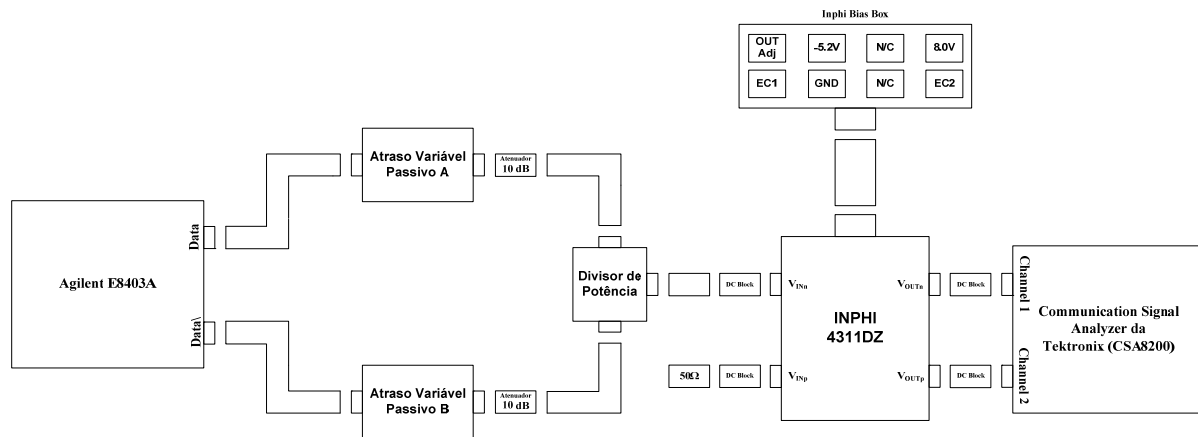 Inphi Bias Box
OUT
Adj
-5.2V
N/C
8.0V
EC1
GND
N/C
EC2
Atraso Variável
Passivo A
Atenuador
10 dB
Data
Agilent E8403A
Data\
Divisor de
Potência
DC Block
VINn
VOUTn
DC Block
Channel 1
INPHI
4311DZ
Communication Signal
Analyzer da
Tektronix (CSA8200)
50Ω
DC Block
VINp
VOUTp
DC Block
Channel 2
Atraso Variável
Passivo B
Atenuador
10 dB